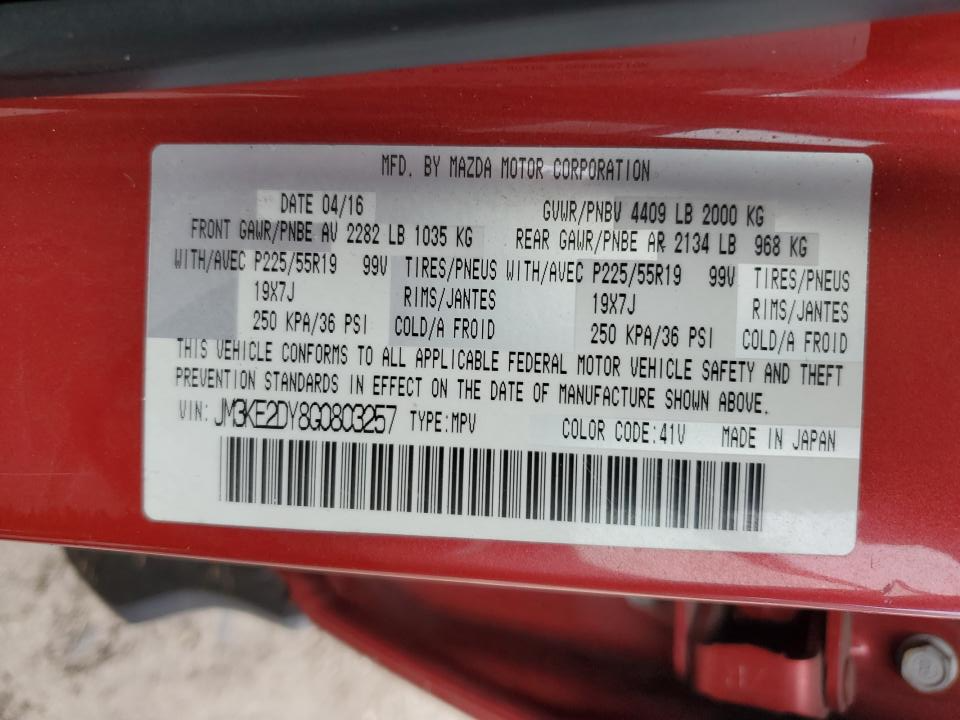 MFD. BY MAZDA MOTOR CORPORATION
DATE 04/16 GVWR/PNBV 4409 LB 2000 KG
FRONT GAWR/PNBE AV 2282 LB 1035 KG REAR GAWR/PNBE AR 2134 LB 968 KG
WITH/AVEC P225/55R19 99V TIRES/PNEUS WITH/AVEC P225/55R19 99V TIRES/PNEUS
19X7J RIMS/JANTES 19X7J RIMS/JANTES
250 KPA/36 PSI COLD/A FROID 250 KPA/36 PSI COLD/A FROID
THIS VEHICLE CONFORMS TO ALL APPLICABLE FEDERAL MOTOR VEHICLE SAFETY AND THEFT
PREVENTION STANDARDS IN EFFECT ON THE DATE OF MANUFACTURE SHOWN ABOVE.
VIN: JM3KE2DY8G0803257 TYPE:MPV COLOR CODE:41V MADE IN JAPAN